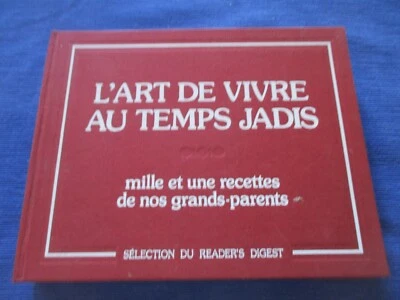 L'ART DE VIVRE
AU TEMPS JADIS
mille et une recettes
de nos grands-parents
SÉLECTION DU READER'S DIGEST